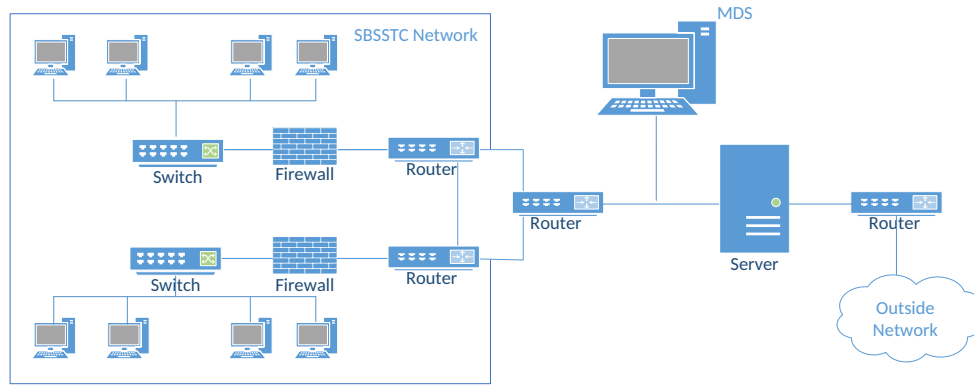 MDS
SBSSTC Network
Switch
Firewall
Router
Router
Router
Server
Switch
Firewall
Router
Outside
Network